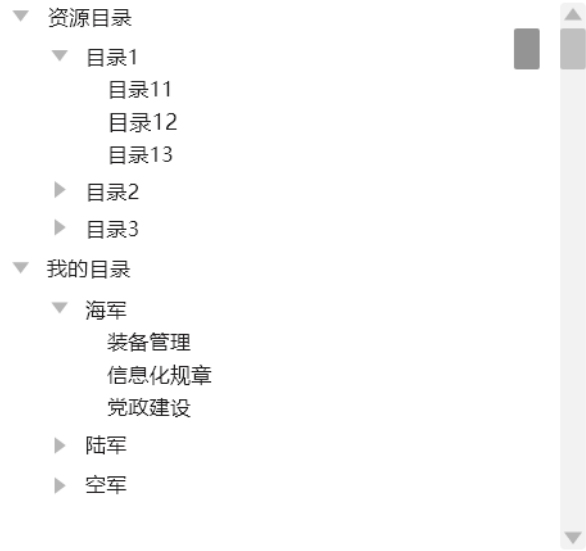 资源目录
目录1
目录11
目录12
目录13
目录2
目录3
我的目录
海军
装备管理
信息化规章
党政建设
陆军
空军